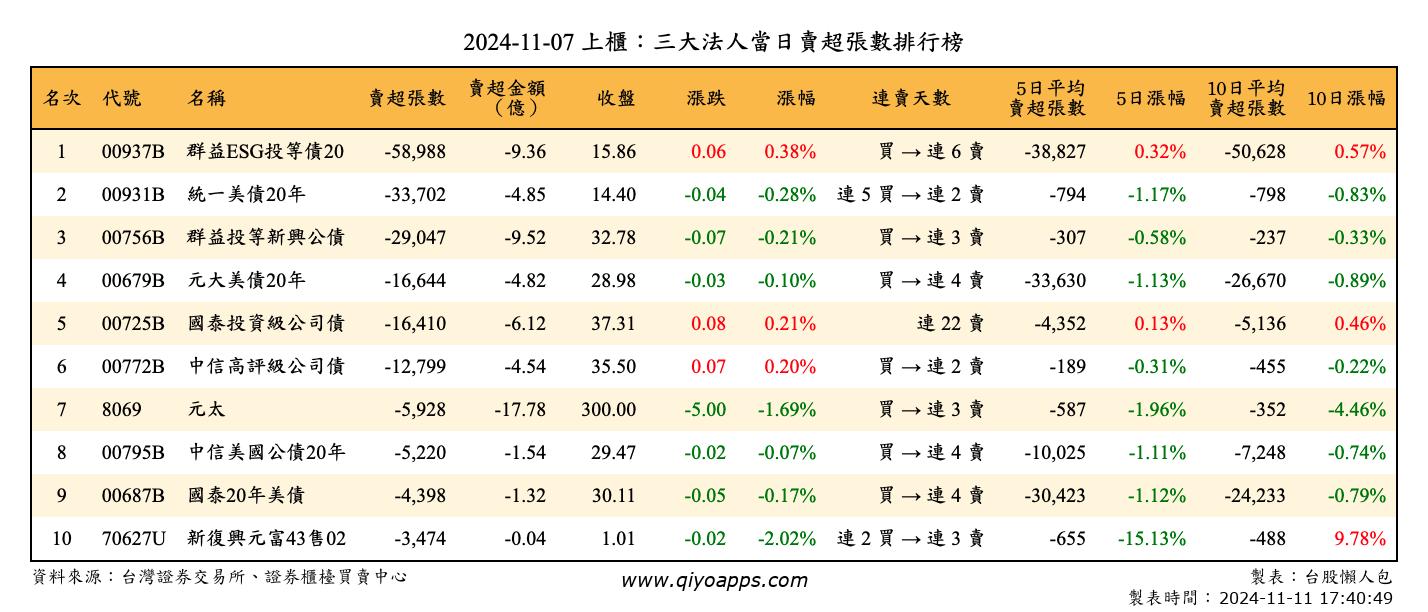 2024-11-07 上櫃：三大法人當日賣超張數排行榜
名次 代號 名稱 賣超張數 賣超金額（億） 收盤 漲跌 漲幅 連賣天數 5日平均賣超張數 5日漲幅 10日平均賣超張數 10日漲幅
1 00937B 群益ESG投等債20 -58,988 -9.36 15.86 0.06 0.38% 買 → 連 6 賣 -38,827 0.32% -50,628 0.57%
2 00931B 統一美債20年 -33,702 -4.85 14.40 -0.04 -0.28% 連 5 買 → 連 2 賣 -794 -1.17% -798 -0.83%
3 00756B 群益投等新興公債 -29,047 -9.52 32.78 -0.07 -0.21% 買 → 連 3 賣 -307 -0.58% -237 -0.33%
4 00679B 元大美債20年 -16,644 -4.82 28.98 -0.03 -0.10% 買 → 連 4 賣 -33,630 -1.13% -26,670 -0.89%
5 00725B 國泰投資級公司債 -16,410 -6.12 37.31 0.08 0.21% 連 22 賣 -4,352 0.13% -5,136 0.46%
6 00772B 中信高評級公司債 -12,799 -4.54 35.50 0.07 0.20% 買 → 連 2 賣 -189 -0.31% -455 -0.22%
7 8069 元太 -5,928 -17.78 300.00 -5.00 -1.69% 買 → 連 3 賣 -587 -1.96% -352 -4.46%
8 00795B 中信美國公債20年 -5,220 -1.54 29.47 -0.02 -0.07% 買 → 連 4 賣 -10,025 -1.11% -7,248 -0.74%
9 00687B 國泰20年美債 -4,398 -1.32 30.11 -0.05 -0.17% 買 → 連 4 賣 -30,423 -1.12% -24,233 -0.79%
10 70627U 新復興元富43售02 -3,474 -0.04 1.01 -0.02 -2.02% 連 2 買 → 連 3 賣 -655 -15.13% -488 9.78%
資料來源：台灣證券交易所、證券櫃檯買賣中心 www.qiyoapps.com 製表：台股懶人包
製表時間：2024-11-11 17:40:49